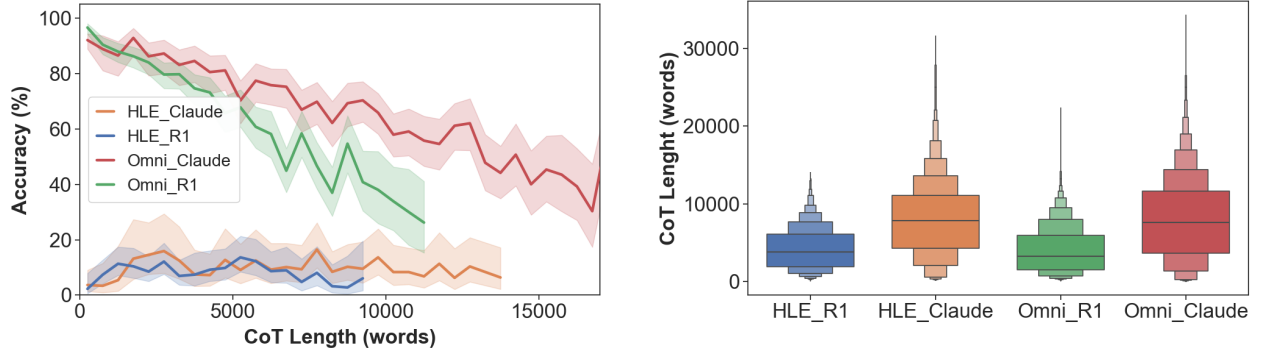 100
80
60
40
20
0
Accuracy (%)
HLE_Claude
HLE_R1
Omni_Claude
Omni_R1
0
5000
10000
15000
CoT Length (words)
30000
20000
10000
0
CoT Lenght (words)
HLE_R1
HLE_Claude
Omni_R1
Omni_Claude